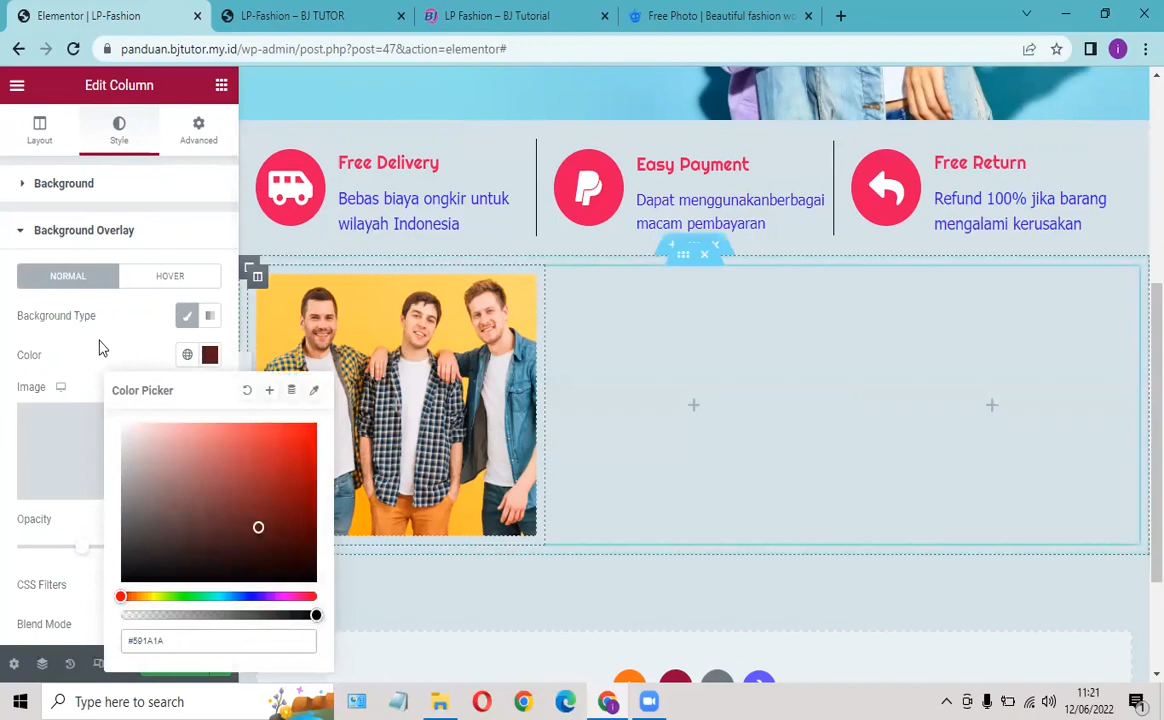 Elementor | LP-Fashion
LP-Fashion – BJ TUTOR
LP Fashion – BJ Tutorial
Free Photo | Beautiful fashion wo
panduan.bjtutor.my.id/wp-admin/post.php?post=47&action=elementor#
i
Edit Column
Layout
Style
Advanced
Background
Background Overlay
NORMAL
HOVER
Background Type
Color
Image
Color Picker
#591A1A
Opacity
CSS Filters
Blend Mode
Free Delivery
Bebas biaya ongkir untuk
wilayah Indonesia
Easy Payment
Dapat menggunakanberbagai
macam pembayaran
Free Return
Refund 100% jika barang
mengalami kerusakan
Type here to search
11:21
12/06/2022